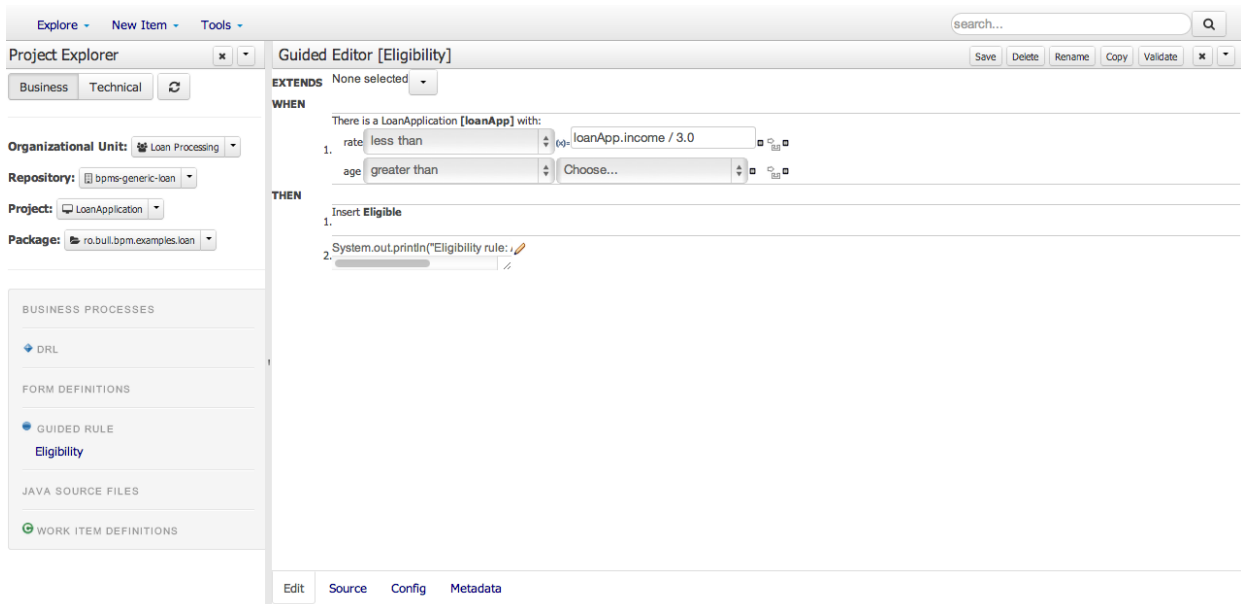 Explore New Item Tools search...
Project Explorer
Guided Editor [Eligibility] Save Delete Rename Copy Validate
Business Technical
EXTENDS None selected
WHEN
There is a LoanApplication [loanApp] with:
1. rate less than (x)= loanApp.income / 3.0
age greater than Choose...
THEN
1. Insert Eligible
2. System.out.println("Eligibility rule:
Organizational Unit: Loan Processing
Repository: bpms-generic-loan
Project: LoanApplication
Package: ro.bull.bpm.examples.loan
BUSINESS PROCESSES
DRL
FORM DEFINITIONS
GUIDED RULE
Eligibility
JAVA SOURCE FILES
WORK ITEM DEFINITIONS
Edit Source Config Metadata